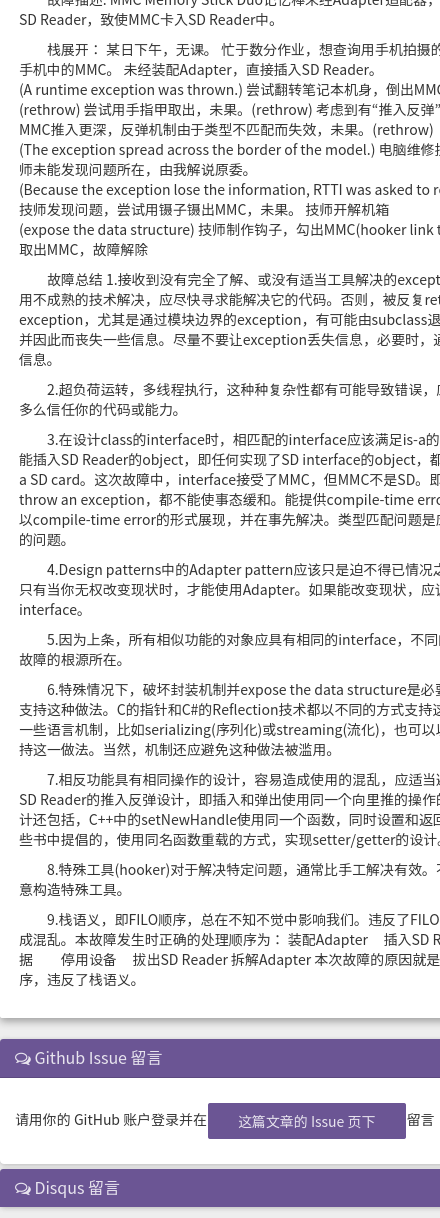 故障描述: MMC Memory Stick Duo记忆棒未经Adapter适配器，
SD Reader，致使MMC卡入SD Reader中。
栈展开： 某日下午，无课。 忙于数分作业，想查询用手机拍摄的
手机中的MMC。 未经装配Adapter，直接插入SD Reader。
(A runtime exception was thrown.) 尝试翻转笔记本机身，倒出MMC
(rethrow) 尝试用手指甲取出，未果。(rethrow) 考虑到有“推入反弹”
MMC推入更深，反弹机制由于类型不匹配而失效，未果。(rethrow)
(The exception spread across the border of the model.) 电脑维修技
师未能发现问题所在，由我解说原委。
(Because the exception lose the information, RTTI was asked to re
技师发现问题，尝试用镊子镊出MMC，未果。 技师开解机箱
(expose the data structure) 技师制作钩子，勾出MMC(hooker link t
取出MMC，故障解除
故障总结 1.接收到没有完全了解、或没有适当工具解决的except
用不成熟的技术解决，应尽快寻求能解决它的代码。否则，被反复ret
exception，尤其是通过模块边界的exception，有可能由subclass退
并因此而丧失一些信息。尽量不要让exception丢失信息，必要时，通
信息。
2.超负荷运转，多线程执行，这种种复杂性都有可能导致错误，应
多么信任你的代码或能力。
3.在设计class的interface时，相匹配的interface应该满足is-a的
能插入SD Reader的object，即任何实现了SD interface的object，都
a SD card。这次故障中，interface接受了MMC，但MMC不是SD。即
throw an exception，都不能使事态缓和。能提供compile-time erro
以compile-time error的形式展现，并在事先解决。类型匹配问题是应
的问题。
4.Design patterns中的Adapter pattern应该只是迫不得已情况之
只有当你无权改变现状时，才能使用Adapter。如果能改变现状，应该
interface。
5.因为上条，所有相似功能的对象应具有相同的interface，不同的
故障的根源所在。
6.特殊情况下，破坏封装机制并expose the data structure是必要
支持这种做法。C的指针和C#的Reflection技术都以不同的方式支持这
一些语言机制，比如serializing(序列化)或streaming(流化)，也可以以
持这一做法。当然，机制还应避免这种做法被滥用。
7.相反功能具有相同操作的设计，容易造成使用的混乱，应适当避
SD Reader的推入反弹设计，即插入和弹出使用同一个向里推的操作的
计还包括，C++中的setNewHandle使用同一个函数，同时设置和返回
些书中提倡的，使用同名函数重载的方式，实现setter/getter的设计。
8.特殊工具(hooker)对于解决特定问题，通常比手工解决有效。不
意构造特殊工具。
9.栈语义，即FILO顺序，总在不知不觉中影响我们。违反了FILO
成混乱。本故障发生时正确的处理顺序为： 装配Adapter 插入SD R
据 停用设备 拔出SD Reader 拆解Adapter 本次故障的原因就是
序，违反了栈语义。
Github Issue 留言
请用你的 GitHub 账户登录并在 这篇文章的 Issue 页下 留言
Disqus 留言